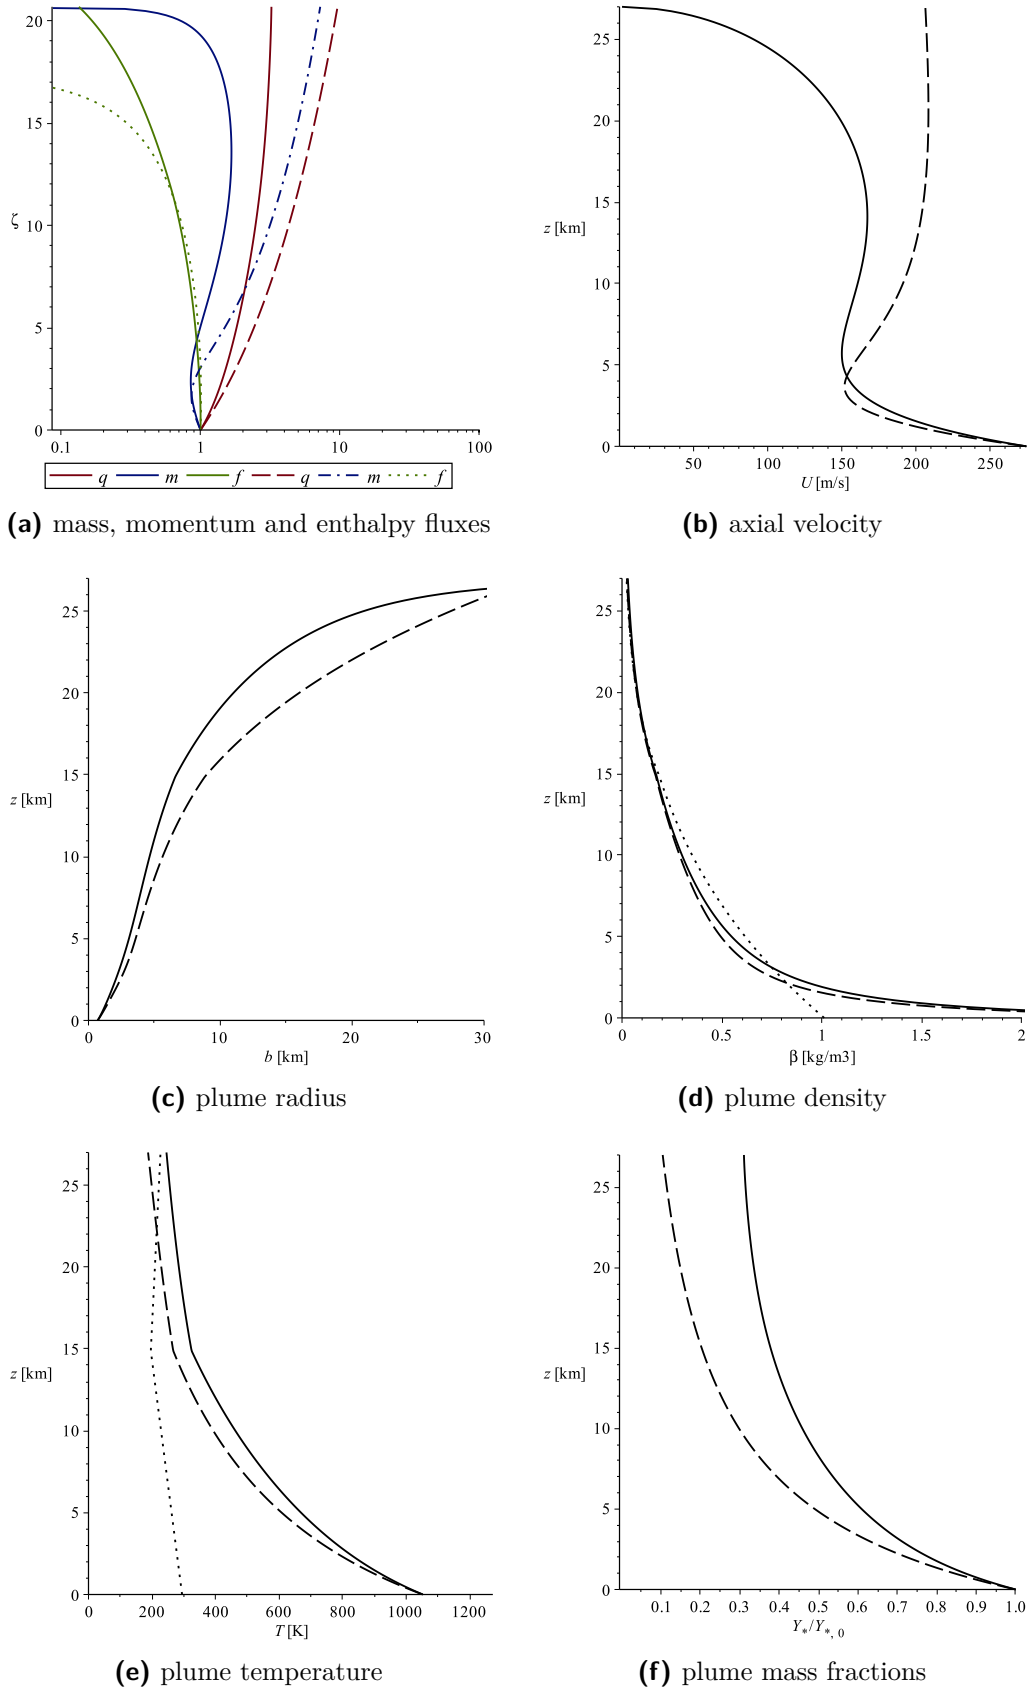 20
15
ζ
10
5
0
0.1 1 10 100
q m f q m f
(a) mass, momentum and enthalpy fluxes
25
20
z [km]
15
10
5
0
50 100 150 200 250
U [m/s]
(b) axial velocity
25
20
15
z [km]
10
5
0
0 10 20 30
b [km]
(c) plume radius
25
20
15
z [km]
10
5
0
0 0.5 1 1.5 2
β [kg/m3]
(d) plume density
25
20
15
z [km]
10
5
0
0 200 400 600 800 1000 1200
T [K]
(e) plume temperature
25
20
15
z [km]
10
5
0
0.1 0.2 0.3 0.4 0.5 0.6 0.7 0.8 0.9 1.0
Y*/Y*, 0
(f) plume mass fractions